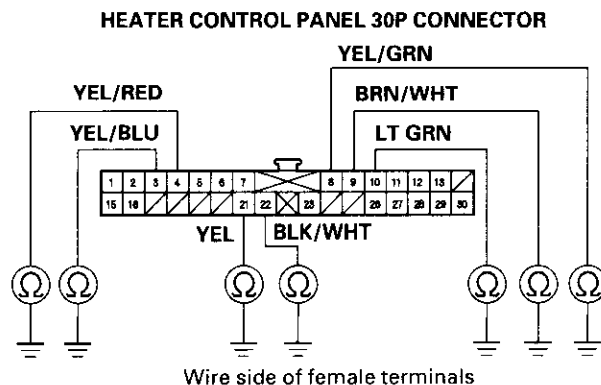 HEATER CONTROL PANEL 30P CONNECTOR
YEL/GRN
YEL/RED BRN/WHT
YEL/BLU LT GRN
1 2 3 4 5 6 7 8 9 10 11 12 13
15 16 21 22 23 26 27 28 29 30
YEL BLK/WHT
Ω Ω Ω Ω Ω Ω Ω
Wire side of female terminals